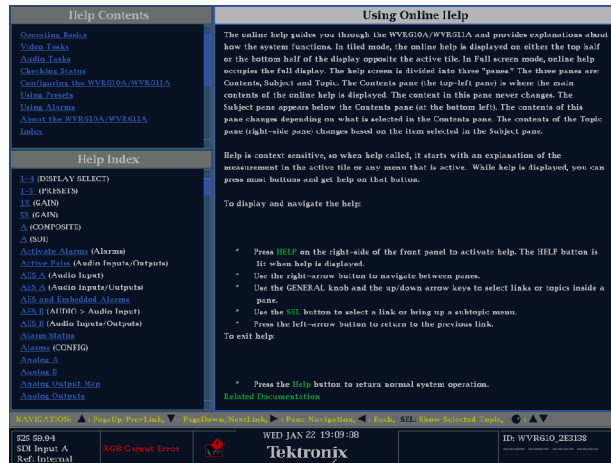 Help Contents
Operating Basics
Video Tasks
Audio Tasks
Checking Status
Configuring the WVR610A/WVR611A
Using Presets
Using Alarms
About the WVR610A/WVR611A
Index
Help Index
1-4 (DISPLAY SELECT)
1-5 (PRESETS)
1X (GAIN)
5X (GAIN)
A (COMPOSITE)
A (SDI)
Activate Alarms (Alarms)
Active Pairs (Audio Inputs/Outputs)
AES A (Audio Input)
AES A (Audio Inputs/Outputs)
AES and Embedded Alarms
AES B (AUDIO > Audio Input)
AES B (Audio Inputs/Outputs)
Alarm Status
Alarms (CONFIG)
Analog A
Analog B
Analog Output Map
Analog Outputs
Using Online Help
The online help guides you through the WVR610A/WVR611A and provides explanations about
how the system functions. In tiled mode, the online help is displayed on either the top half
or the bottom half of the display opposite the active tile. In Full screen mode, online help
occupies the full display. The help screen is divided into three "panes." The three panes are:
Contents, Subject and Topic. The Contents pane (the top-left pane) is where the main
contents of the online help is displayed. The content in this pane never changes. The
Subject pane appears below the Contents pane (at the bottom left). The contents of this
pane changes depending on what is selected in the Contents pane. The contents of the Topic
pane (right-side pane) changes based on the item selected in the Subject pane.
Help is context sensitive, so when help called, it starts with an explanation of the
measurement in the active tile or any menu that is active. While help is displayed, you can
press most buttons and get help on that button.
To display and navigate the help:
* Press HELP on the right-side of the front panel to activate help. The HELP button is
lit when help is displayed.
* Use the right-arrow button to navigate between panes.
* Use the GENERAL knob and the up/down arrow keys to select links or topics inside a
pane.
* Use the SEL button to select a link or bring up a subtopic menu.
* Press the left-arrow button to return to the previous link.
To exit help:
* Press the Help button to return normal system operation.
Related Documentation
NAVIGATION: ▲: PageUp/PrevLink, ▼: PageDown/NextLink, ►: Pane Navigation, ◄: Back, SEL: Show Selected Topic, : ▲▼
525 59.94
SDI Input A
Ref: Internal
RGB Gamut Error
WED JAN 22 19:09:08
Tektronix
ID: WVR610_2E3138
---- ---- ---- ----